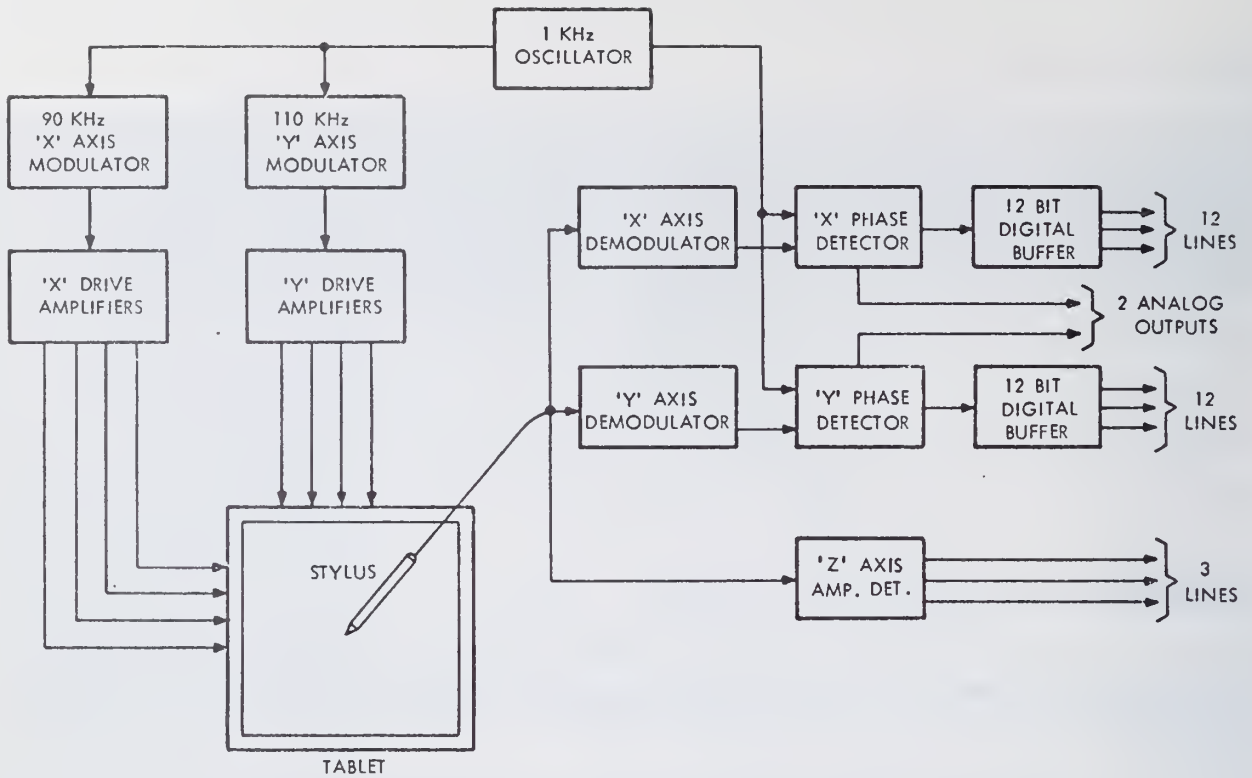 1 KHz
OSCILLATOR
90 KHz
'X' AXIS
MODULATOR
110 KHz
'Y' AXIS
MODULATOR
'X' DRIVE
AMPLIFIERS
'Y' DRIVE
AMPLIFIERS
'X' AXIS
DEMODULATOR
'X' PHASE
DETECTOR
12 BIT
DIGITAL
BUFFER
12
LINES
2 ANALOG
OUTPUTS
'Y' AXIS
DEMODULATOR
'Y' PHASE
DETECTOR
12 BIT
DIGITAL
BUFFER
12
LINES
STYLUS
'Z' AXIS
AMP. DET.
3
LINES
TABLET